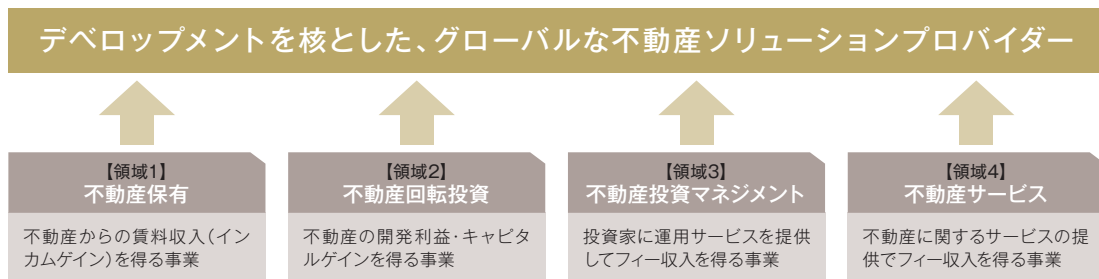 デベロップメントを核とした、グローバルな不動産ソリューションプロバイダー
【領域1】
不動産保有
不動産からの賃料収入(イン
カムゲイン)を得る事業
【領域2】
不動産回転投資
不動産の開発利益・キャピタ
ルゲインを得る事業
【領域3】
不動産投資マネジメント
投資家に運用サービスを提供
してフィー収入を得る事業
【領域4】
不動産サービス
不動産に関するサービスの提
供でフィー収入を得る事業